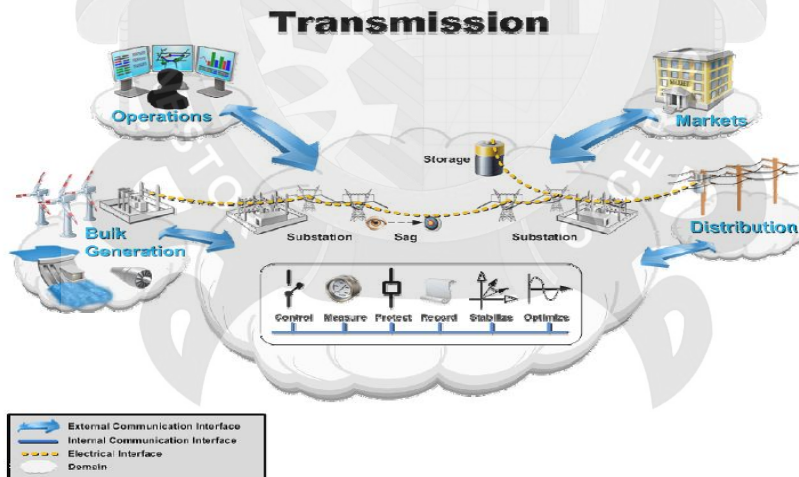 Transmission
Operations
Markets
Storage
Bulk
Generation
Substation
Sag
Substation
Distribution
Control
Measure
Protect
Record
Stabilize
Optimize
External Communication Interface
Internal Communication Interface
Electrical Interface
Domain